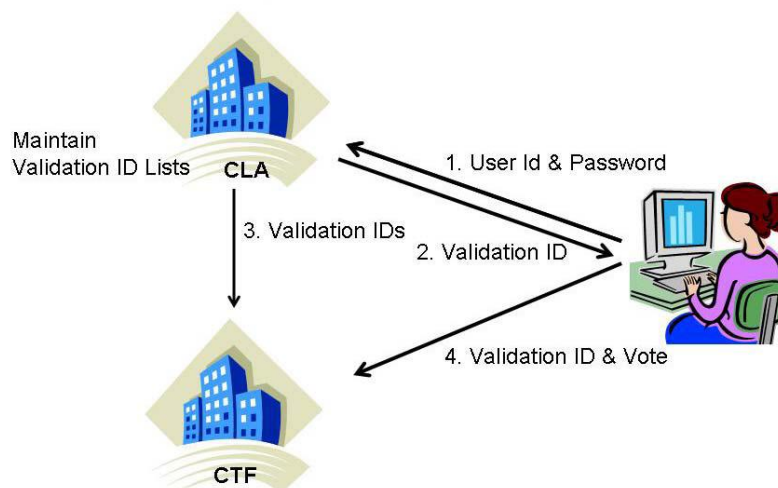 Maintain
Validation ID Lists
CLA
1. User Id & Password
3. Validation IDs
2. Validation ID
4. Validation ID & Vote
CTF